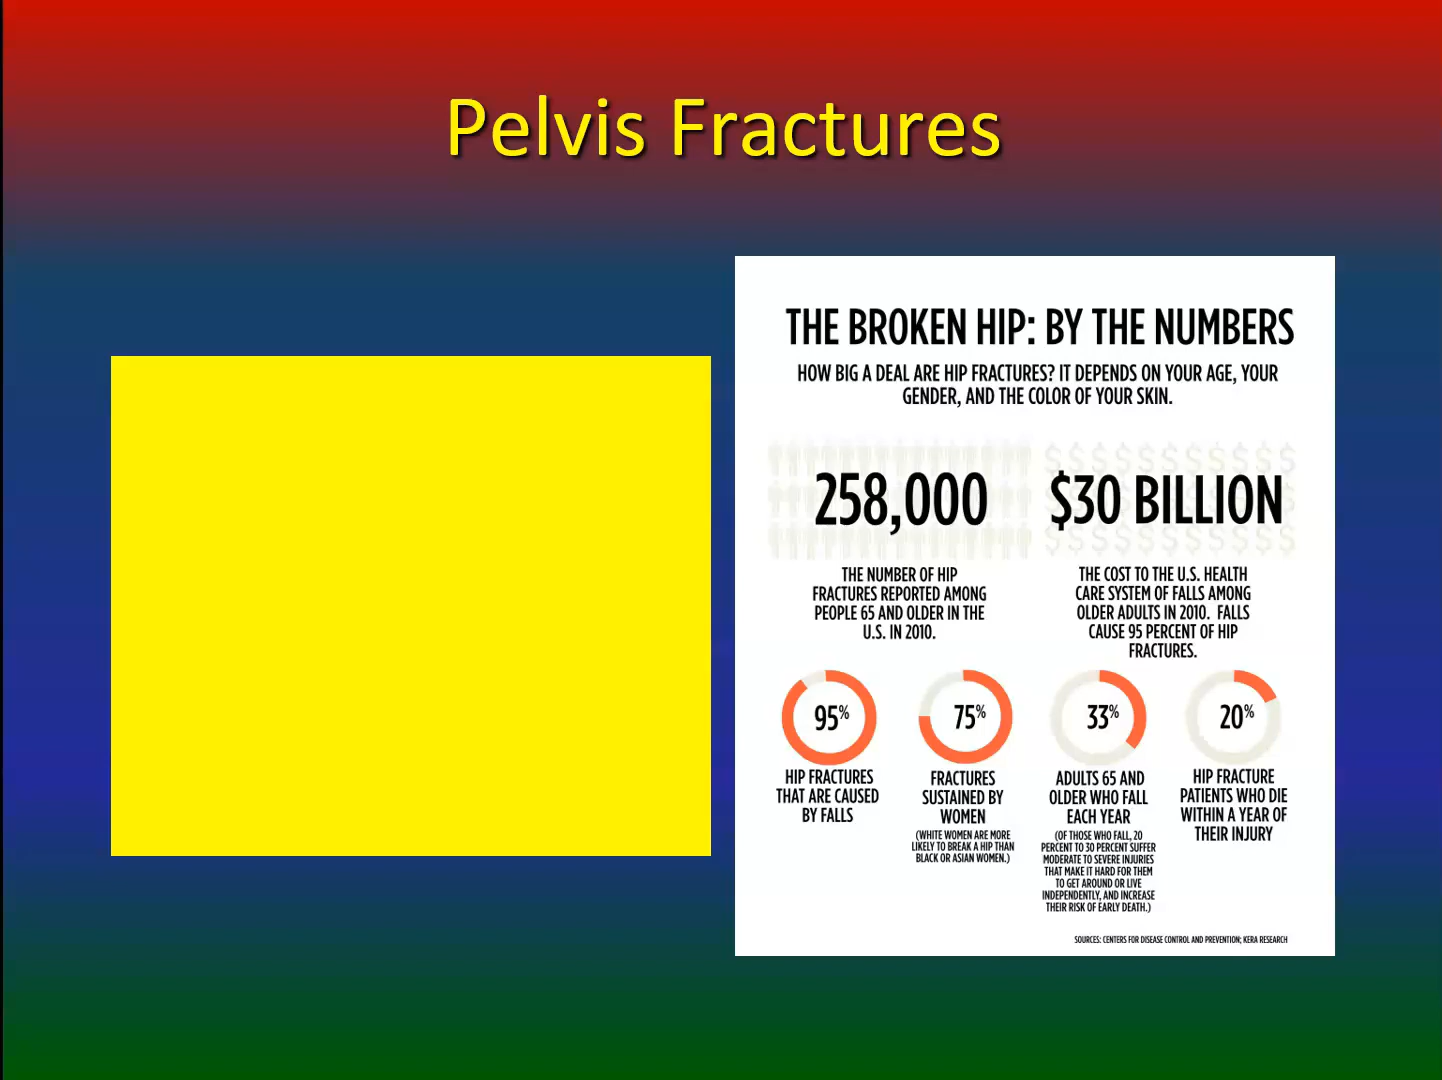 Pelvis Fractures
THE BROKEN HIP: BY THE NUMBERS
HOW BIG A DEAL ARE HIP FRACTURES? IT DEPENDS ON YOUR AGE, YOUR
GENDER, AND THE COLOR OF YOUR SKIN.
258,000
THE NUMBER OF HIP
FRACTURES REPORTED AMONG
PEOPLE 65 AND OLDER IN THE
U.S. IN 2010.
$30 BILLION
THE COST TO THE U.S. HEALTH
CARE SYSTEM OF FALLS AMONG
OLDER ADULTS IN 2010. FALLS
CAUSE 95 PERCENT OF HIP
FRACTURES.
95%
HIP FRACTURES
THAT ARE CAUSED
BY FALLS
75%
FRACTURES
SUSTAINED BY
WOMEN
(WHITE WOMEN ARE MORE
LIKELY TO BREAK A HIP THAN
BLACK OR ASIAN WOMEN.)
33%
ADULTS 65 AND
OLDER WHO FALL
EACH YEAR
(OF THOSE WHO FALL, 20
PERCENT TO 30 PERCENT SUFFER
MODERATE TO SEVERE INJURIES
THAT MAKE IT HARD FOR THEM
TO GET AROUND OR LIVE
INDEPENDENTLY, AND INCREASE
THEIR RISK OF EARLY DEATH.)
20%
HIP FRACTURE
PATIENTS WHO DIE
WITHIN A YEAR OF
THEIR INJURY
SOURCES: CENTERS FOR DISEASE CONTROL AND PREVENTION; KERA RESEARCH